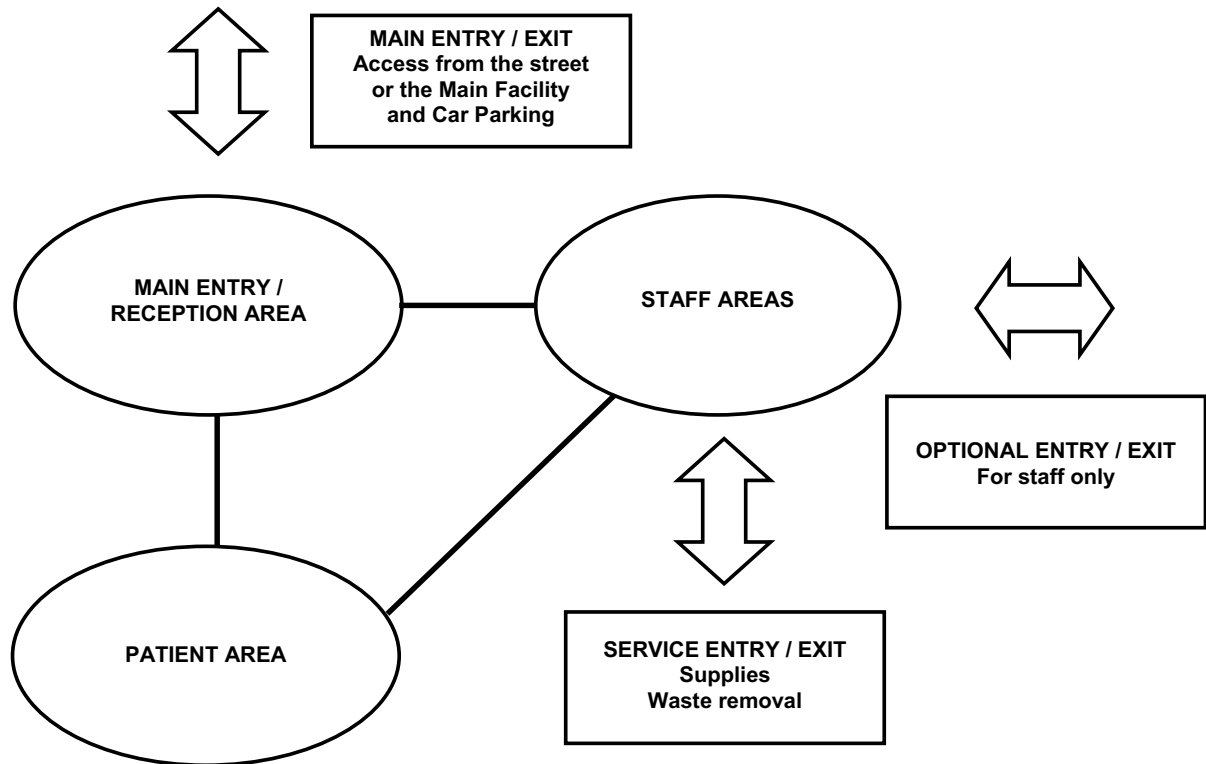 MAIN ENTRY / EXIT
Access from the street
or the Main Facility
and Car Parking
MAIN ENTRY /
RECEPTION AREA
STAFF AREAS
OPTIONAL ENTRY / EXIT
For staff only
PATIENT AREA
SERVICE ENTRY / EXIT
Supplies
Waste removal